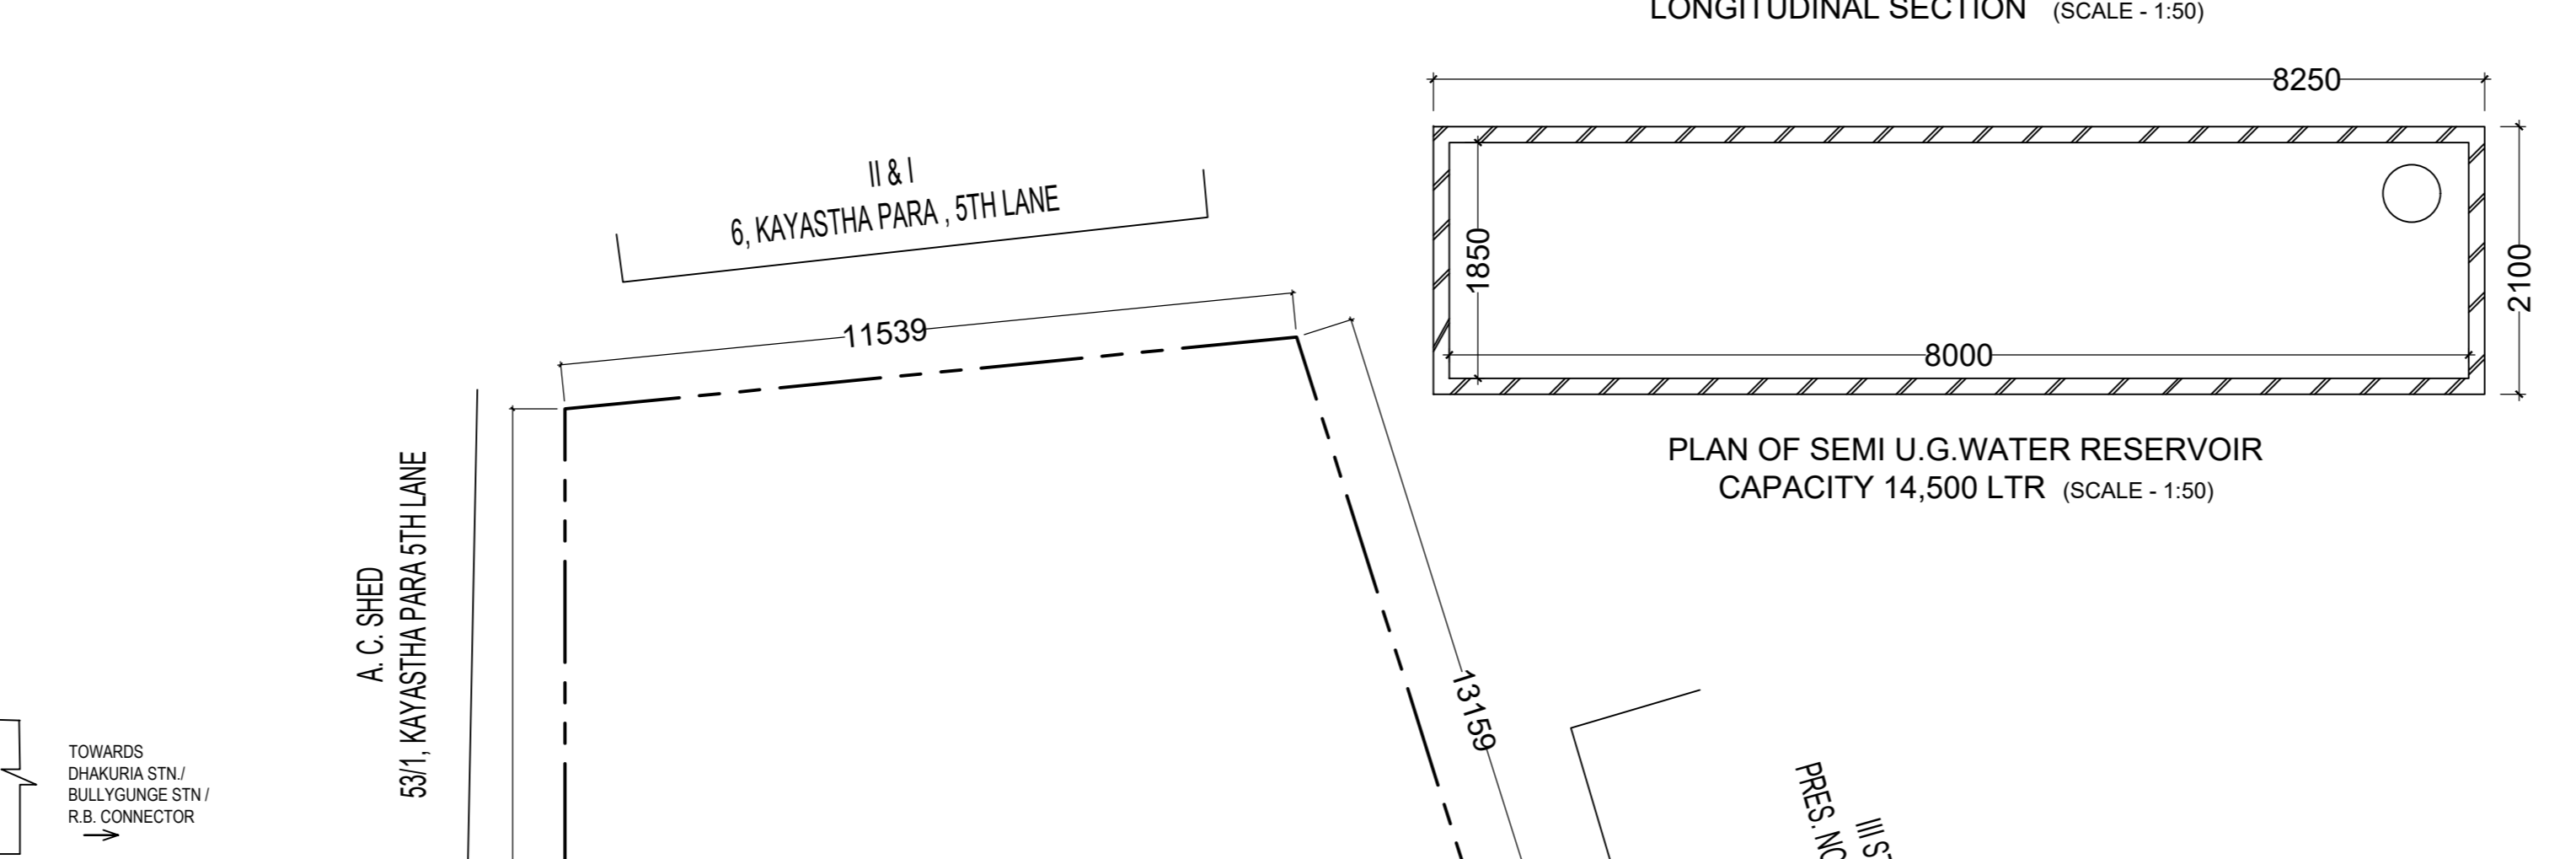 LONGITUDINAL SECTION (SCALE - 1:50)
8250
1850
8000
2100
PLAN OF SEMI U.G.WATER RESERVOIR
CAPACITY 14,500 LTR (SCALE - 1:50)
II & I
6, KAYASTHA PARA , 5TH LANE
11539
13159
A. C. SHED
53/1, KAYASTHA PARA 5TH LANE
TOWARDS
DHAKURIA STN./
BULLYGUNGE STN /
R.B. CONNECTOR
III
PRES.